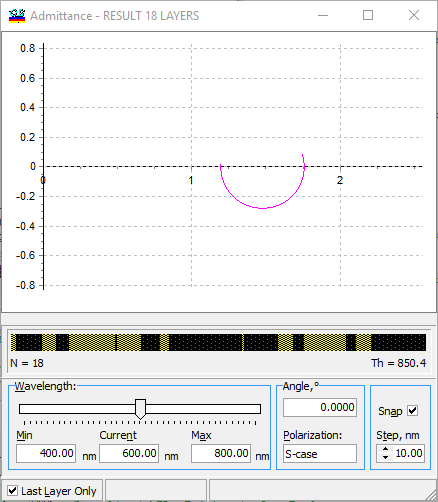 Admittance - RESULT 18 LAYERS
0.8
0.6
0.4
0.2
0
-0.2
-0.4
-0.6
-0.8
0 1 2
N = 18 Th = 850.4
Wavelength:
Min Current Max
400.00 nm 600.00 nm 800.00 nm
Angle,°
0.0000
Polarization:
S-case
Snap
Step, nm
10.00
Last Layer Only